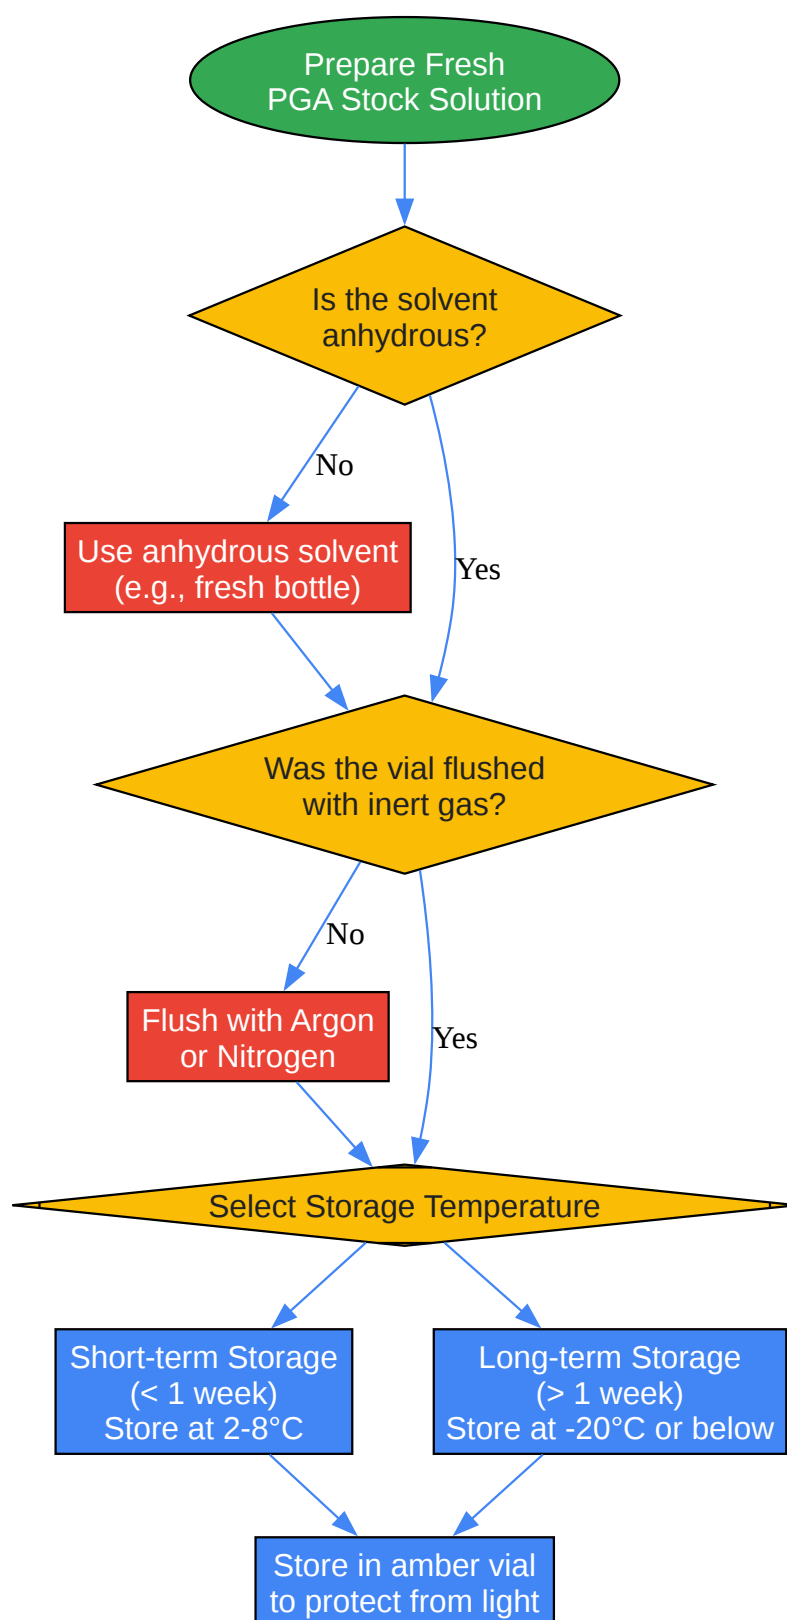 Prepare Fresh
PGA Stock Solution
Is the solvent
anhydrous?
No
Use anhydrous solvent
(e.g., fresh bottle)
Yes
Was the vial flushed
with inert gas?
No
Flush with Argon
or Nitrogen
Yes
Select Storage Temperature
Short-term Storage
(< 1 week)
Store at 2-8°C
Long-term Storage
(> 1 week)
Store at -20°C or below
Store in amber vial
to protect from light